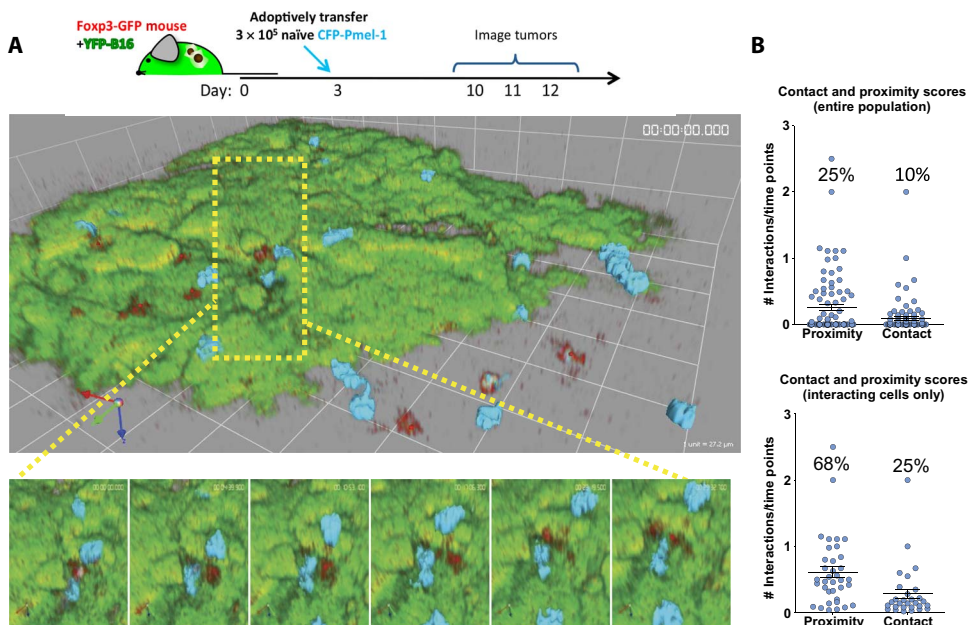 A
Foxp3-GFP mouse
+YFP-B16
Adoptively transfer
3 × 10⁵ naïve CFP-Pmel-1
Image tumors
Day: 0 3 10 11 12
00:00:00.000
1 unit = 27.2 µm
B
Contact and proximity scores
(entire population)
# Interactions/time points
3
2
1
0
25% 10%
Proximity Contact
Contact and proximity scores
(interacting cells only)
# Interactions/time points
3
2
1
0
68% 25%
Proximity Contact